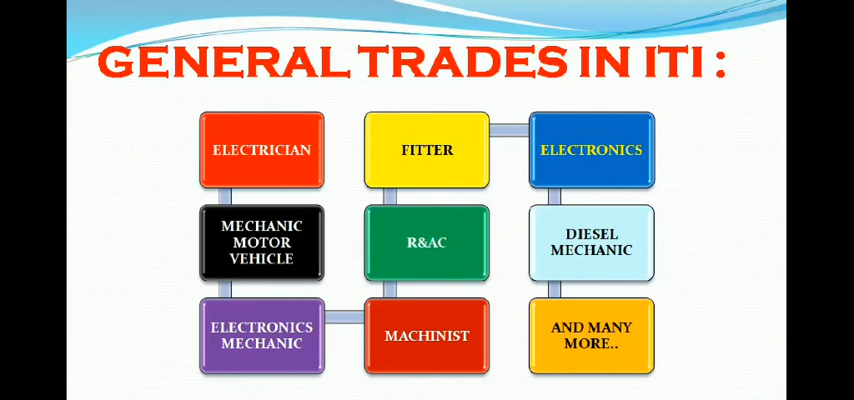 GENERAL TRADES IN ITI :
ELECTRICIAN
MECHANIC
MOTOR
VEHICLE
ELECTRONICS
MECHANIC
MACHINIST
R&AC
FITTER
ELECTRONICS
DIESEL
MECHANIC
AND MANY
MORE..